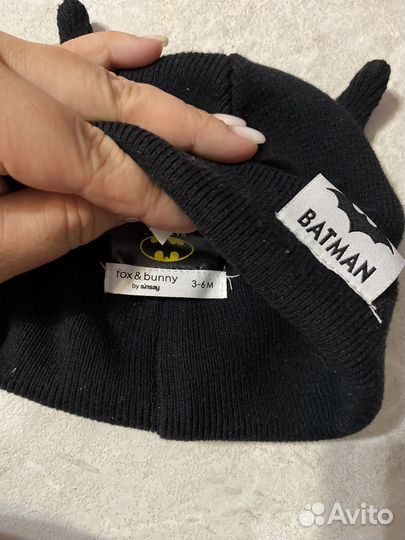 BATMAN
fox & bunny
by sinsay
3-6 M
Avito